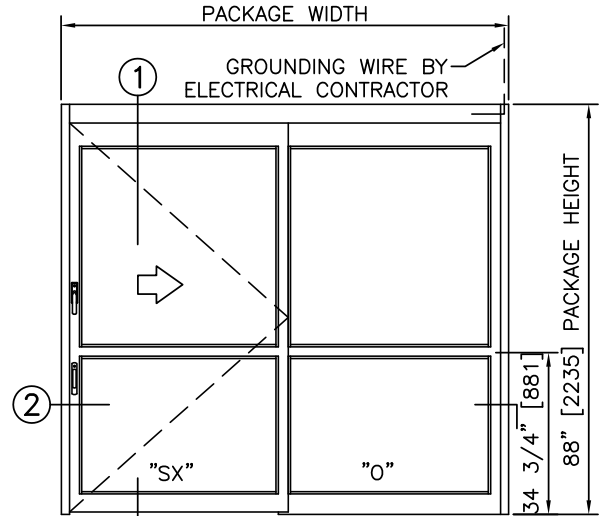 PACKAGE WIDTH
GROUNDING WIRE BY
ELECTRICAL CONTRACTOR
1
2
"SX"
"O"
34 3/4" [881]
88" [2235] PACKAGE HEIGHT